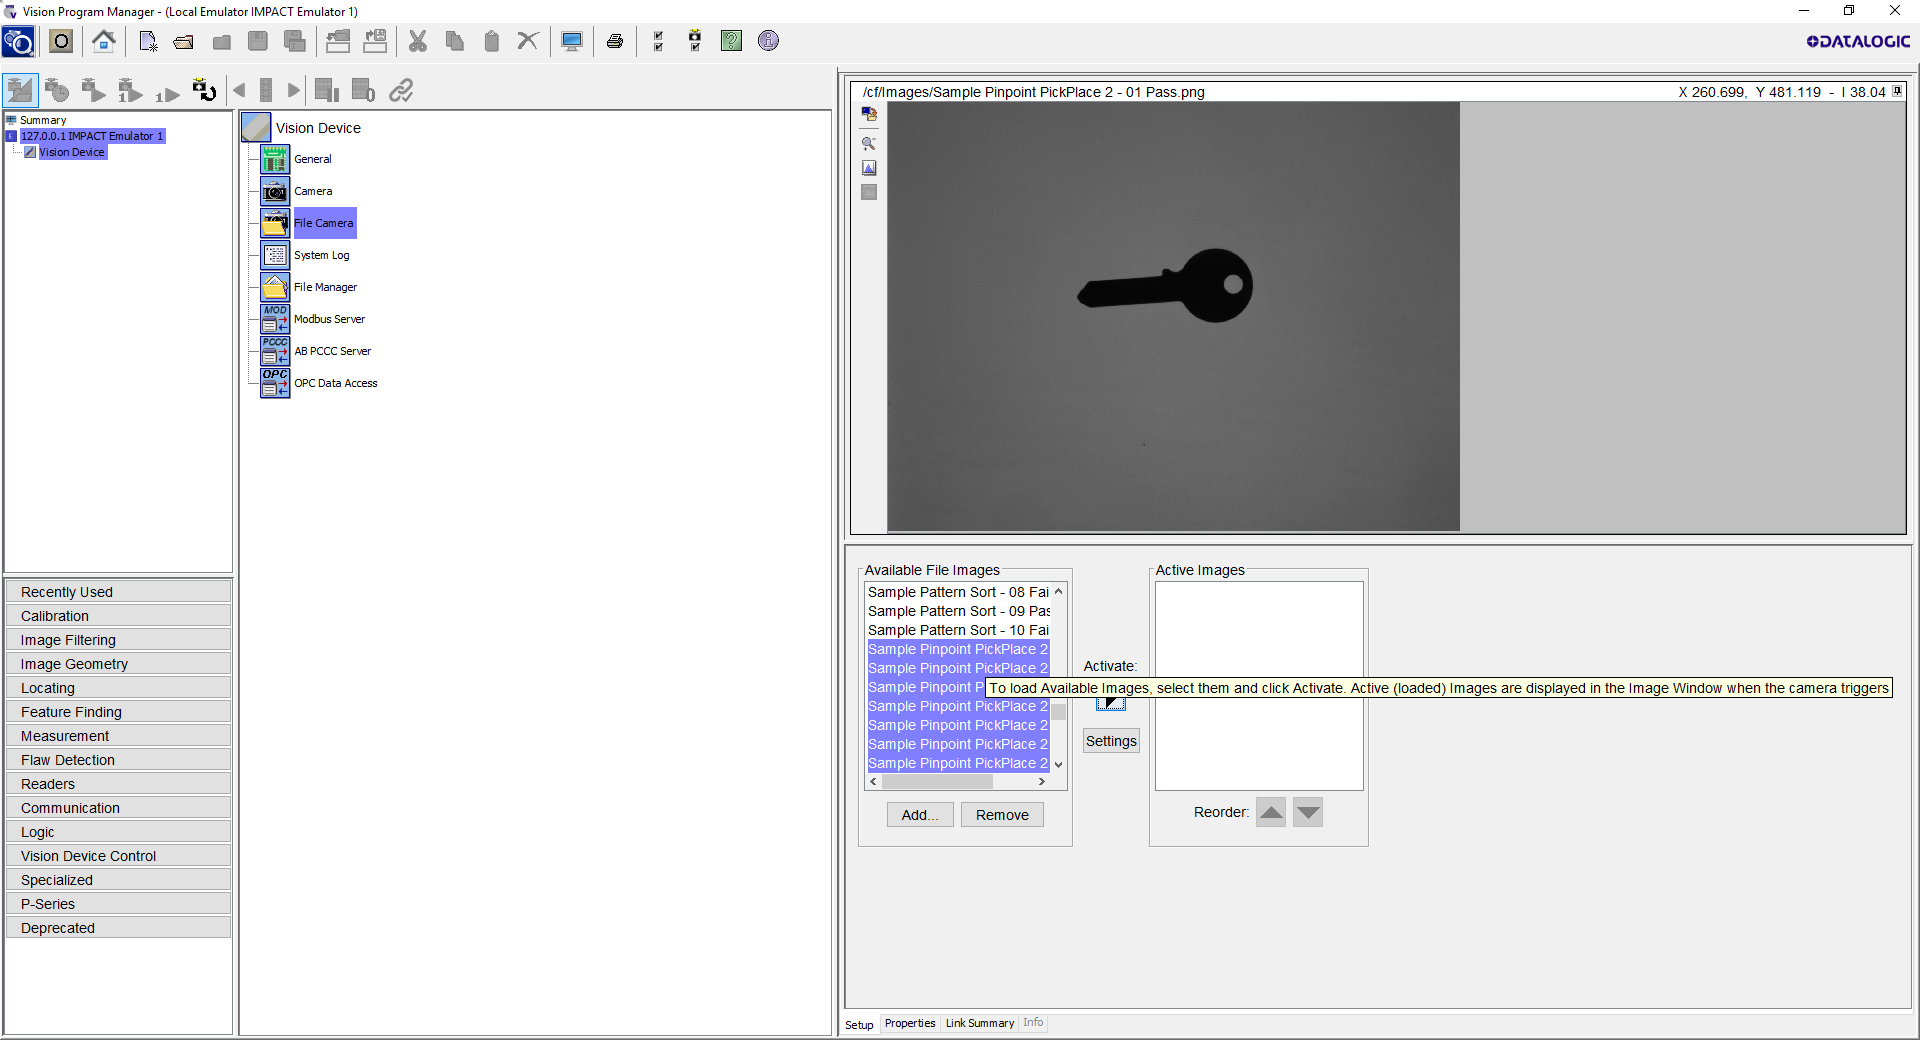 Vision Program Manager - (Local Emulator IMPACT Emulator 1)
DATALOGIC
Summary
127.0.0.1 IMPACT Emulator 1
Vision Device
Vision Device
General
Camera
File Camera
System Log
File Manager
MOD
Modbus Server
PCCC
AB PCCC Server
OPC
OPC Data Access
Recently Used
Calibration
Image Filtering
Image Geometry
Locating
Feature Finding
Measurement
Flaw Detection
Readers
Communication
Logic
Vision Device Control
Specialized
P-Series
Deprecated
/cf/Images/Sample Pinpoint PickPlace 2 - 01 Pass.png
X 260.699, Y 481.119 - I 38.04
Available File Images
Sample Pattern Sort - 08 Fai
Sample Pattern Sort - 09 Pas
Sample Pattern Sort - 10 Fai
Sample Pinpoint PickPlace 2
Sample Pinpoint PickPlace 2
Sample Pinpoint P
Sample Pinpoint PickPlace 2
Sample Pinpoint PickPlace 2
Sample Pinpoint PickPlace 2
Sample Pinpoint PickPlace 2
Add...
Remove
Activate:
To load Available Images, select them and click Activate. Active (loaded) Images are displayed in the Image Window when the camera triggers
Settings
Active Images
Reorder:
Setup
Properties
Link Summary
Info